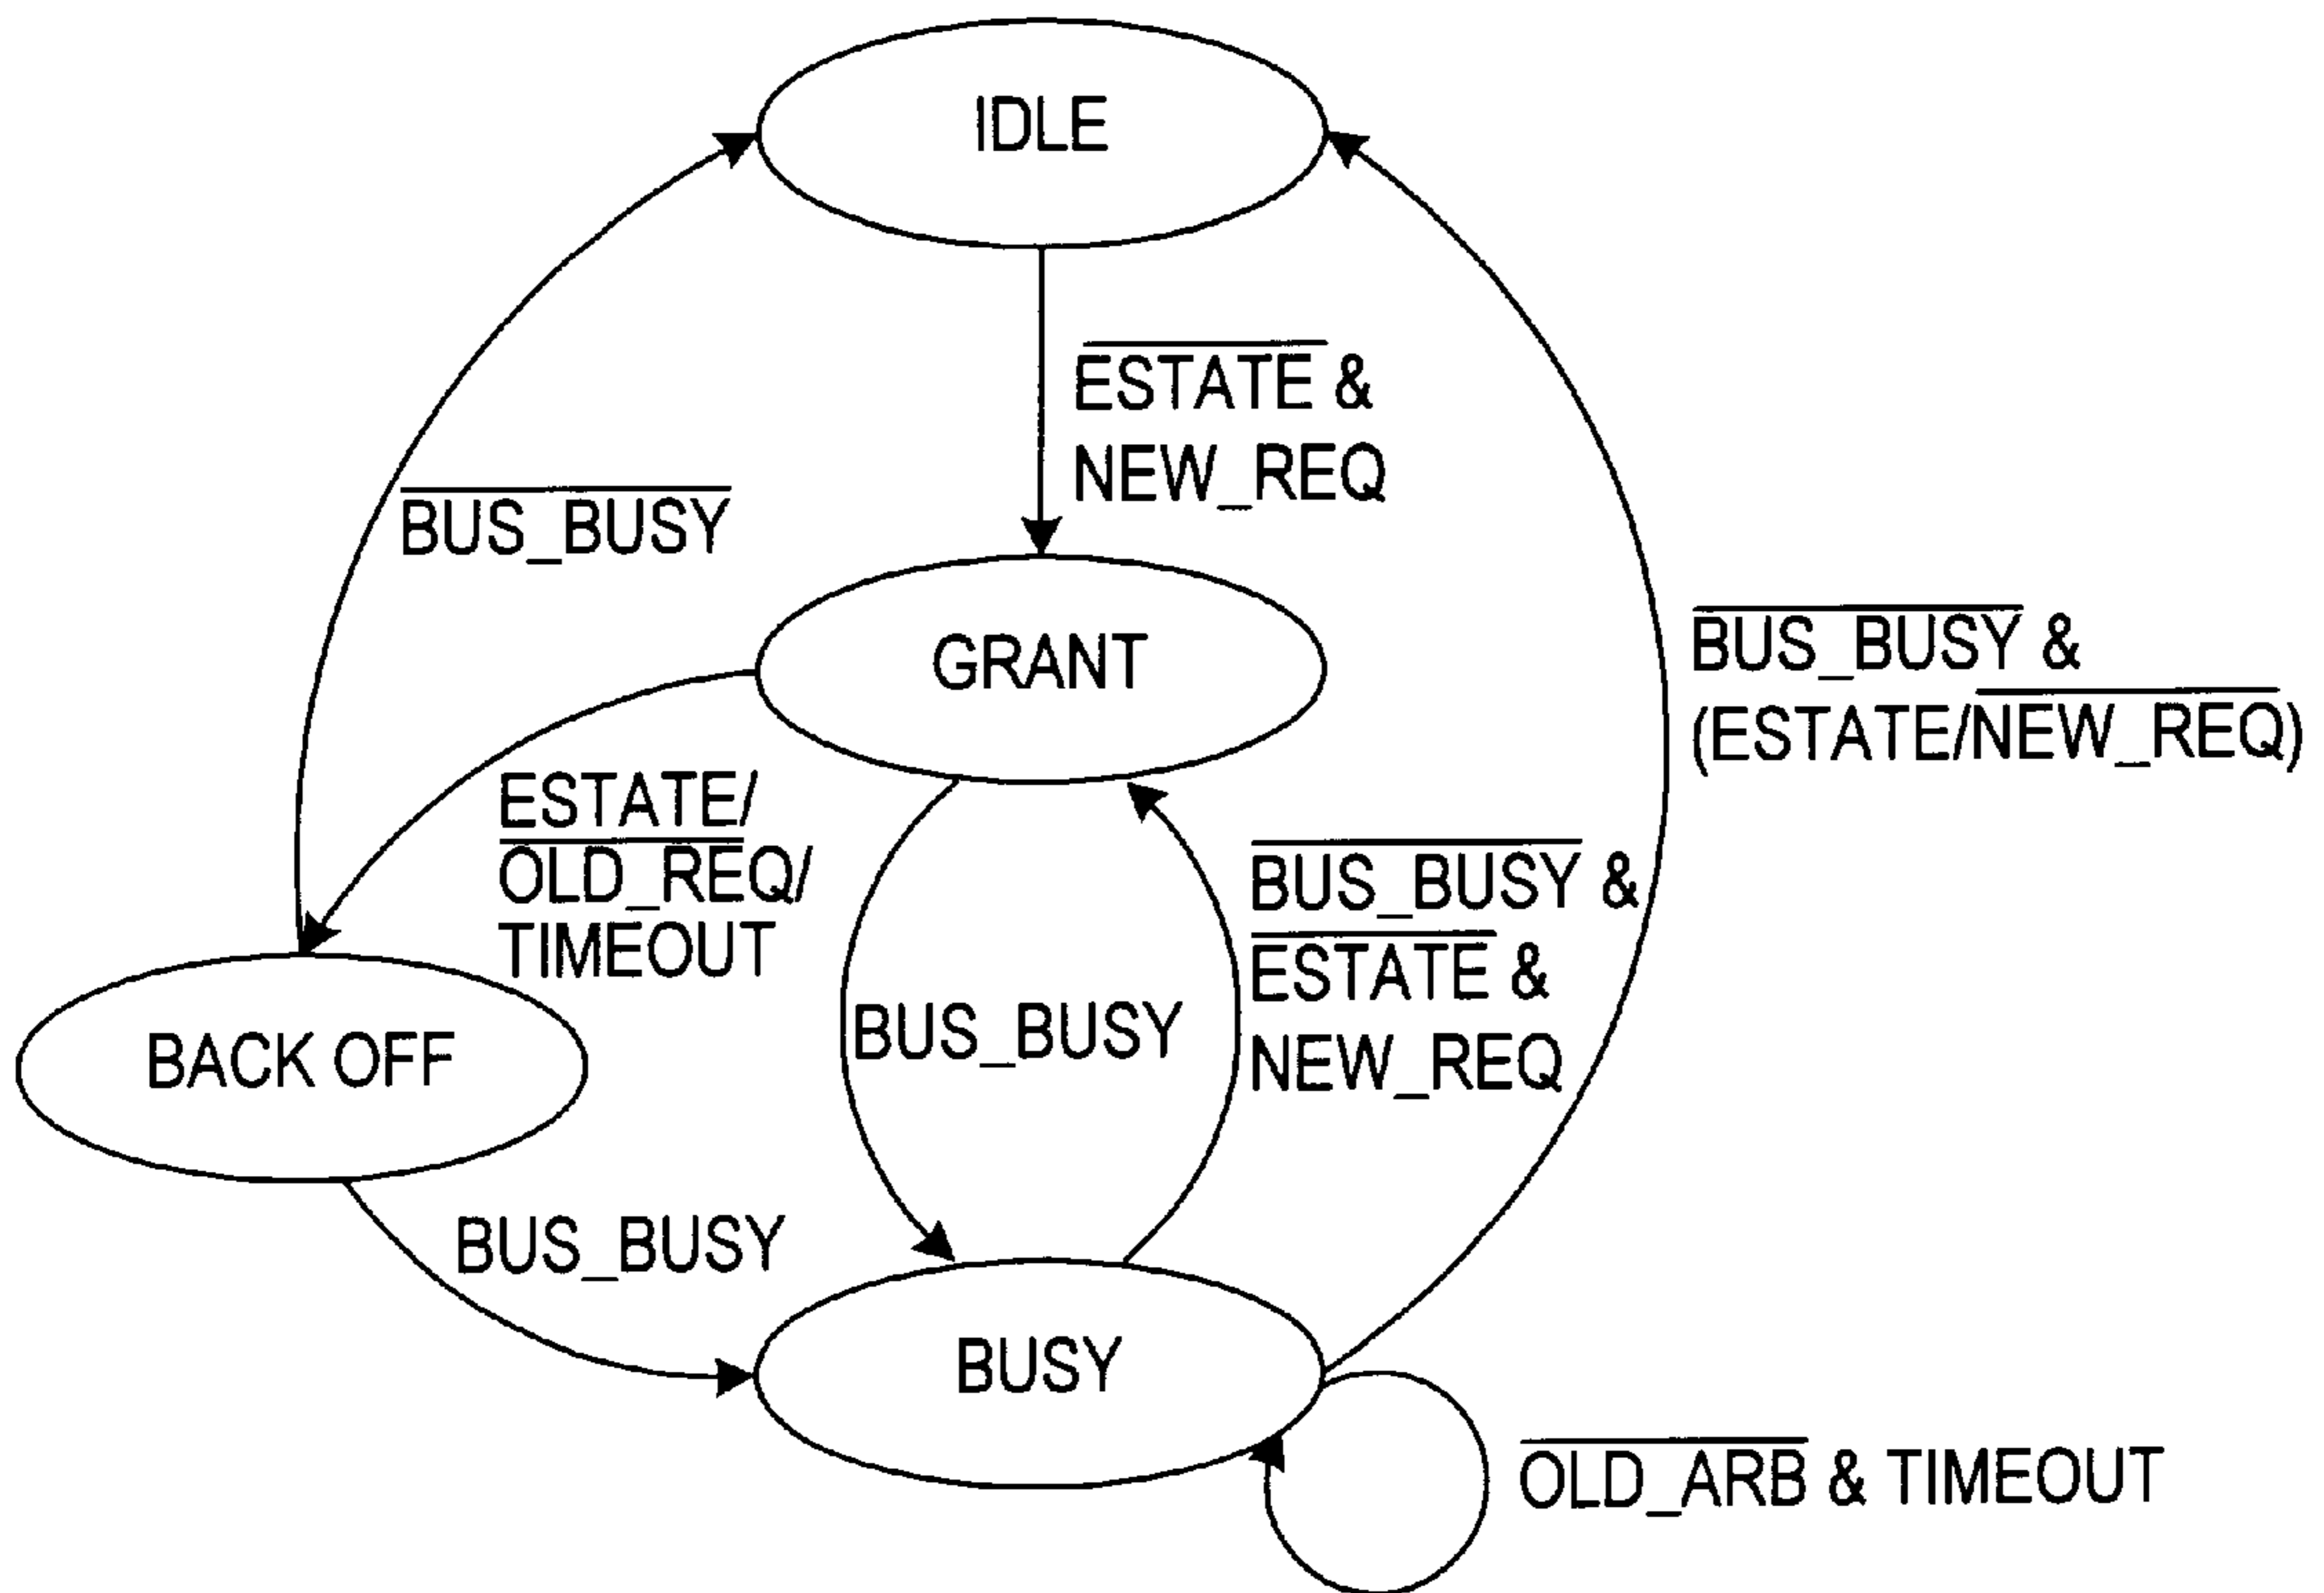 IDLE
ESTATE &
NEW_REQ
BUS_BUSY
GRANT
BUS_BUSY &
(ESTATE/NEW_REQ)
ESTATE/
OLD_REQ/
TIMEOUT
BUS_BUSY &
ESTATE &
NEW_REQ
BUS_BUSY
BACK OFF
BUS_BUSY
BUSY
OLD_ARB & TIMEOUT